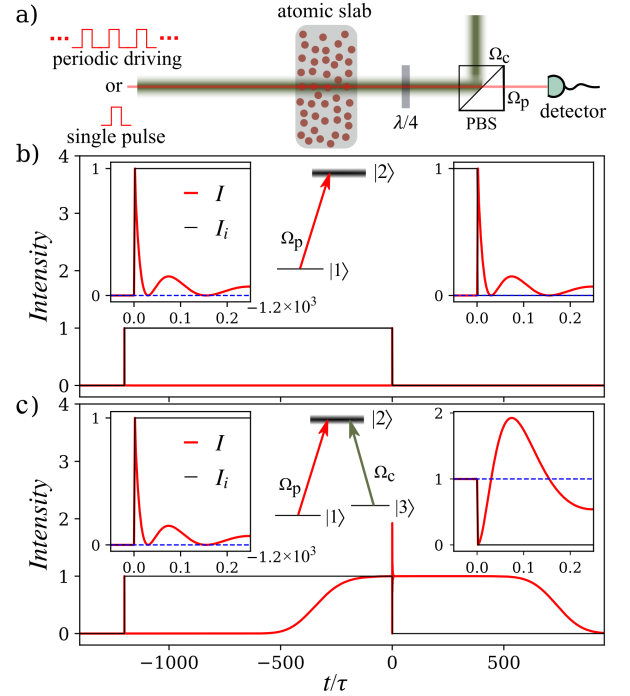 a)
atomic slab
periodic driving
or
single pulse
λ/4
Ω_c
Ω_p
PBS
detector
b)
Intensity
4
3
2
1
0
1
0
0.0
0.1
0.2
−1.2×10³
I
I_i
|2⟩
Ω_p
|1⟩
1
0
0.0
0.1
0.2
c)
Intensity
4
3
2
1
0
1
0
0.0
0.1
0.2
−1.2×10³
I
I_i
|2⟩
Ω_p
Ω_c
|1⟩
|3⟩
2
1
0
0.0
0.1
0.2
−1000
−500
0
500
t/τ